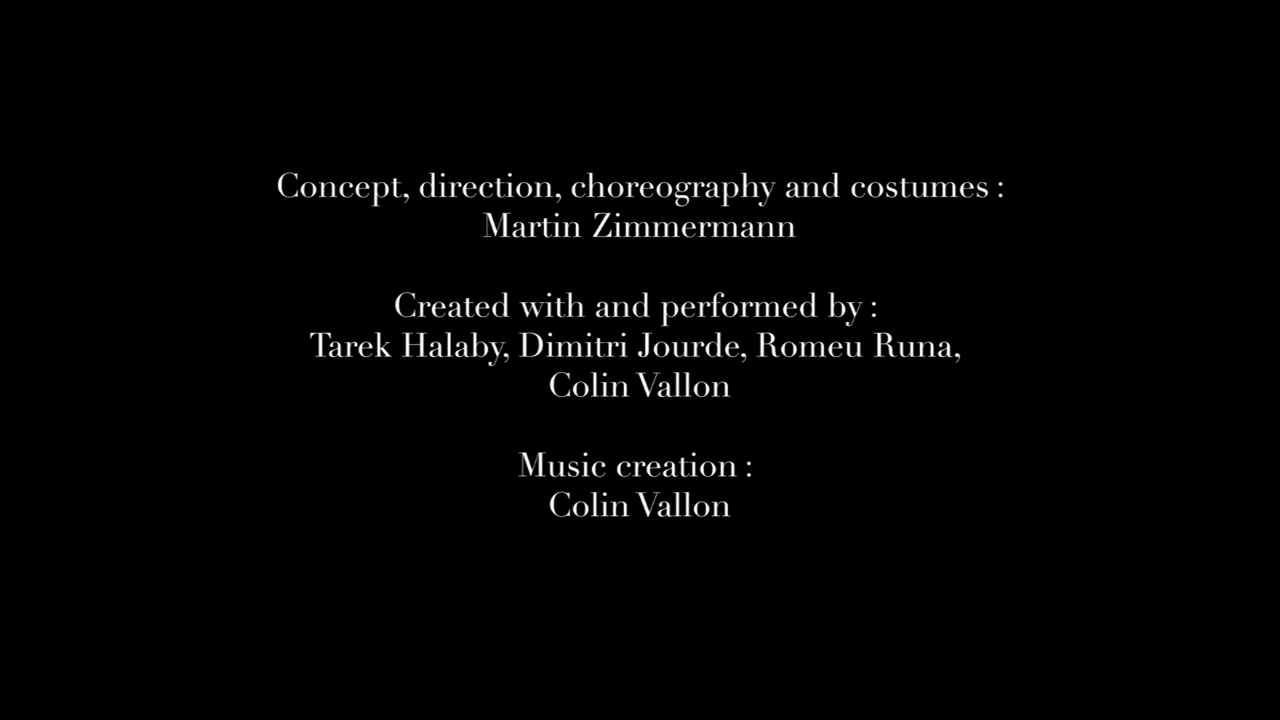 Concept, direction, choreography and costumes :
Martin Zimmermann
Created with and performed by :
Tarek Halaby, Dimitri Jourde, Romeu Runa,
Colin Vallon
Music creation :
Colin Vallon